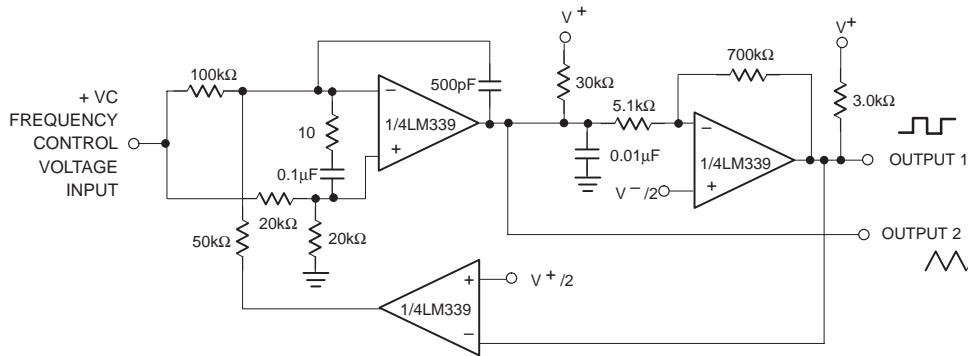 + VC
FREQUENCY
CONTROL
VOLTAGE
INPUT
100kΩ
10
0.1µF
20kΩ
20kΩ
50kΩ
500pF
−
+
1/4LM339
V+
30kΩ
5.1kΩ
0.01µF
700kΩ
−
+
1/4LM339
V−/2
V+
3.0kΩ
OUTPUT 1
OUTPUT 2
+
−
1/4LM339
V+/2